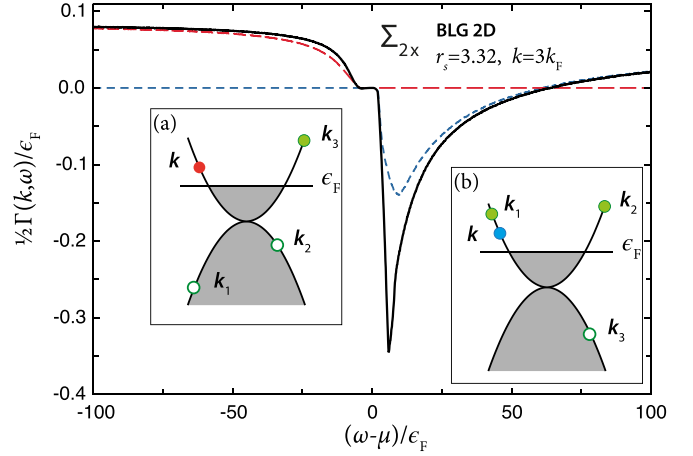 0.1
0.0
-0.1
-0.2
-0.3
-0.4
½Γ(k,ω)/ϵF
Σ2x BLG 2D
rs=3.32, k=3kF
(a)
k
k3
ϵF
k2
k1
(b)
k1
k
k2
ϵF
k3
-100
-50
0
50
100
(ω-μ)/ϵF